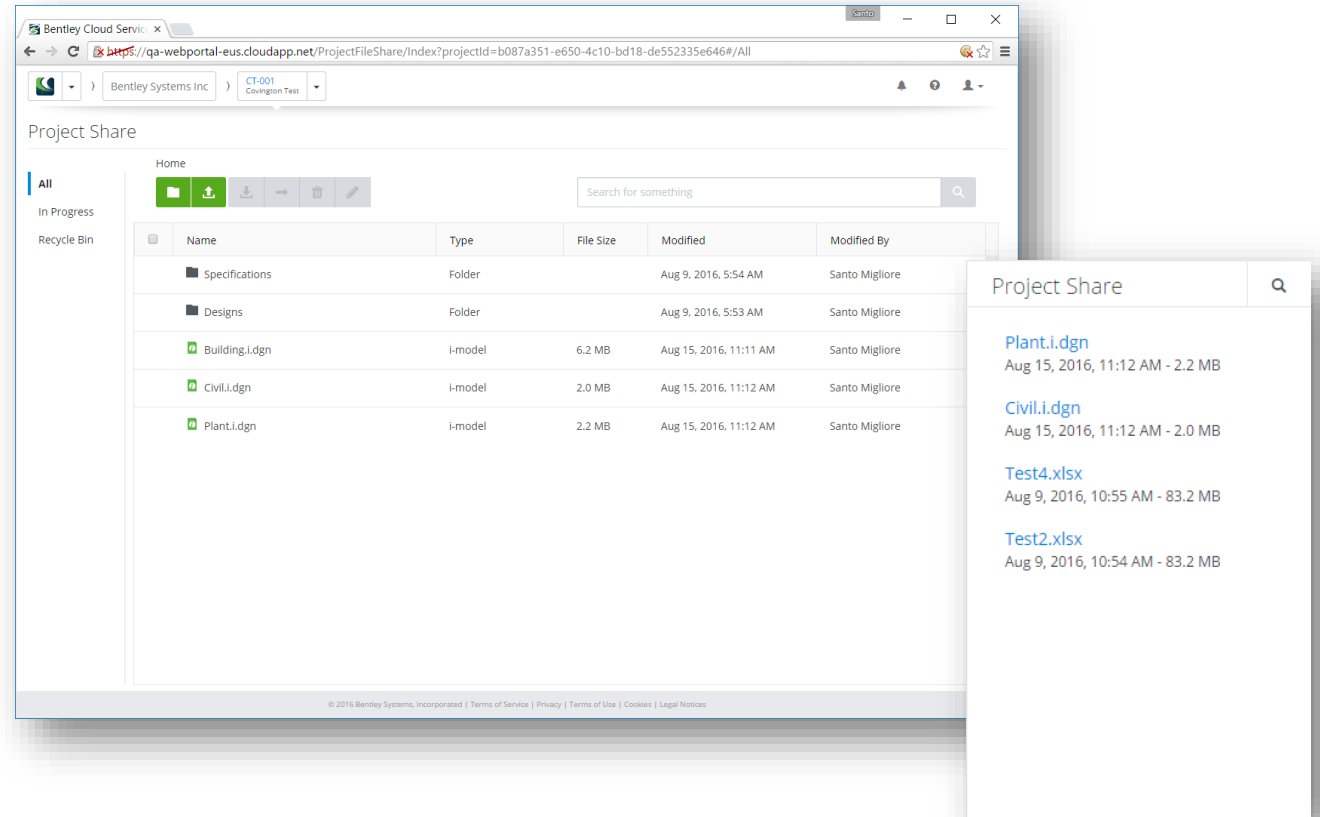 Santo
Bentley Cloud Servic
https://qa-webportal-eus.cloudapp.net/ProjectFileShare/Index?projectId=b087a351-e650-4c10-bd18-de552335e646#/All
Bentley Systems Inc
CT-001
Covington Test
Project Share
All
In Progress
Recycle Bin
Home
Search for something
Name Type File Size Modified Modified By
Specifications Folder Aug 9, 2016, 5:54 AM Santo Migliore
Designs Folder Aug 9, 2016, 5:53 AM Santo Migliore
Building.i.dgn i-model 6.2 MB Aug 15, 2016, 11:11 AM Santo Migliore
Civil.i.dgn i-model 2.0 MB Aug 15, 2016, 11:12 AM Santo Migliore
Plant.i.dgn i-model 2.2 MB Aug 15, 2016, 11:12 AM Santo Migliore
© 2016 Bentley Systems, Incorporated | Terms of Service | Privacy | Terms of Use | Cookies | Legal Notices
Project Share
Plant.i.dgn
Aug 15, 2016, 11:12 AM - 2.2 MB
Civil.i.dgn
Aug 15, 2016, 11:12 AM - 2.0 MB
Test4.xlsx
Aug 9, 2016, 10:55 AM - 83.2 MB
Test2.xlsx
Aug 9, 2016, 10:54 AM - 83.2 MB